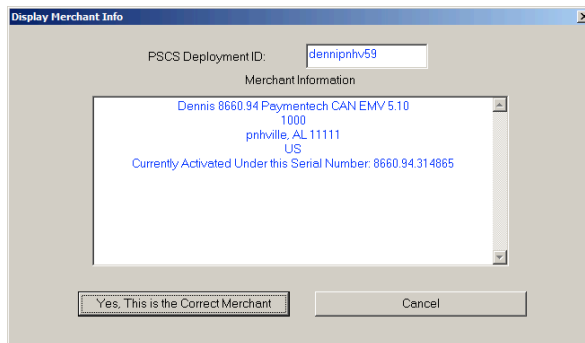 Display Merchant Info
PSCS Deployment ID: dennipnhv59
Merchant Information
Dennis 8660.94 Paymentech CAN EMV 5.10
1000
pnhville, AL 11111
US
Currently Activated Under this Serial Number: 8660.94.314865
Yes, This is the Correct Merchant
Cancel